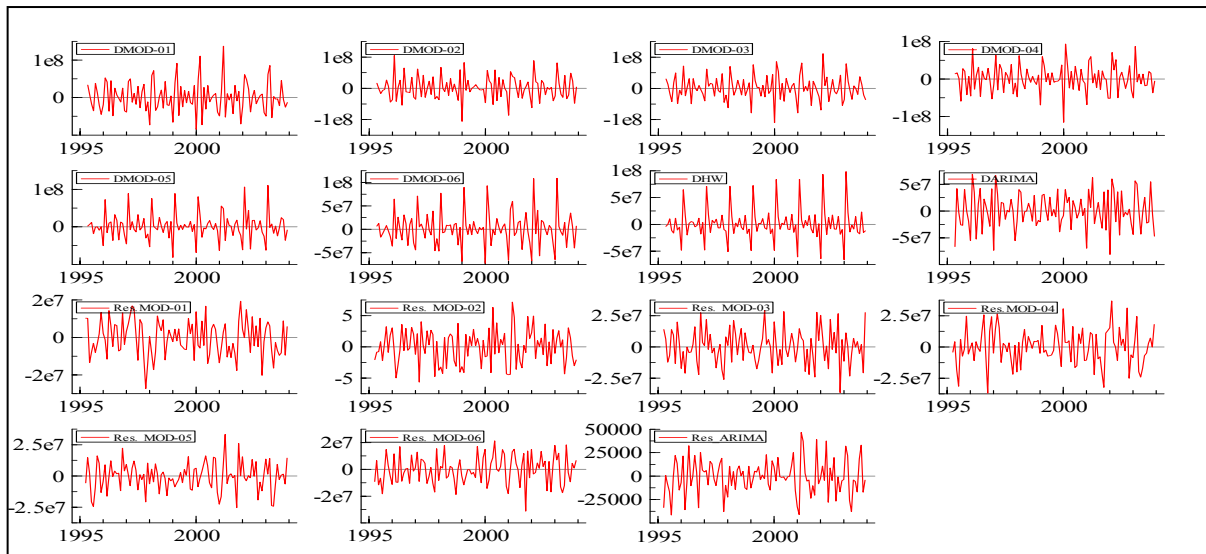 DMOD-01
1e8
0
1995 2000
DMOD-02
1e8
0
-1e8
1995 2000
DMOD-03
1e8
0
-1e8
1995 2000
DMOD-04
1e8
0
-1e8
1995 2000
DMOD-05
1e8
0
1995 2000
DMOD-06
1e8
5e7
0
-5e7
1995 2000
DHW
1e8
5e7
0
-5e7
1995 2000
DARIMA
5e7
0
-5e7
1995 2000
Res MOD-01
2e7
0
-2e7
1995 2000
Res. MOD-02
5
0
-5
1995 2000
Res. MOD-03
2.5e7
0
-2.5e7
1995 2000
Res.MOD-04
2.5e7
0
-2.5e7
1995 2000
Res. MOD-05
2.5e7
0
-2.5e7
1995 2000
Res. MOD-06
2e7
0
-2e7
1995 2000
Res_ARIMA
50000
25000
0
-25000
1995 2000